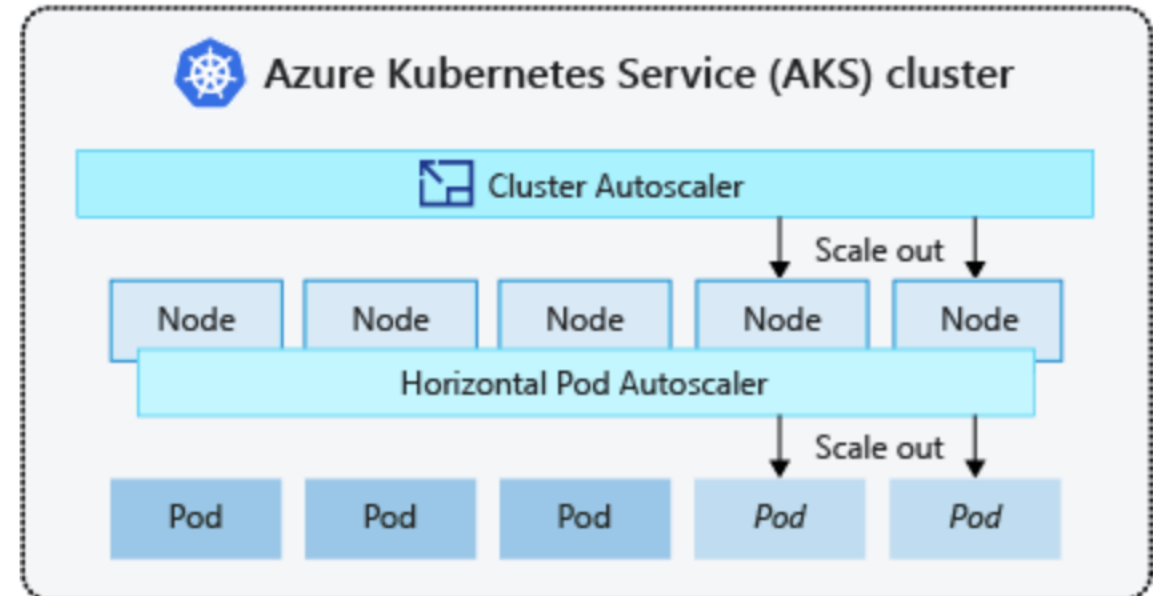 Azure Kubernetes Service (AKS) cluster
Cluster Autoscaler
Scale out
Node Node Node Node Node
Horizontal Pod Autoscaler
Scale out
Pod Pod Pod Pod Pod